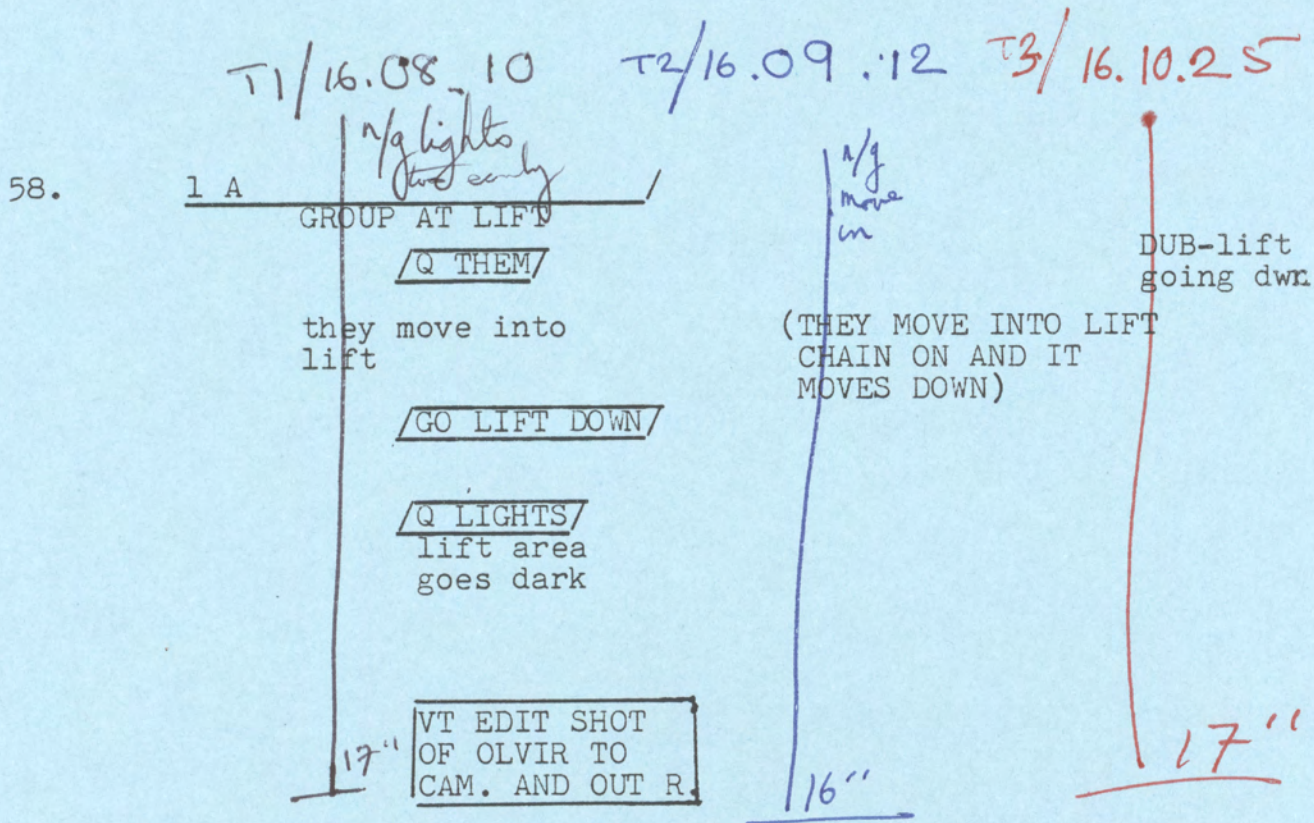 T1/16.08.10 T2/16.09.12 T3/16.10.25
n/g lights
too early
n/g
move
in
58. 1 A /
GROUP AT LIFT
/Q THEM/
DUB-lift
going dwn
they move into
lift
(THEY MOVE INTO LIFT
CHAIN ON AND IT
MOVES DOWN)
/GO LIFT DOWN/
/Q LIGHTS/
lift area
goes dark
VT EDIT SHOT
OF OLVIR TO
CAM. AND OUT R.
17" 16" 17"